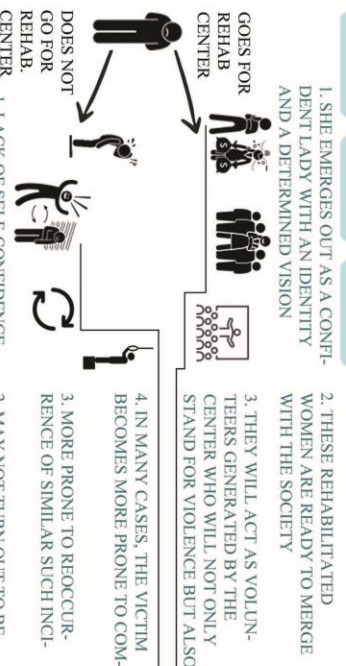 GOES FOR
REHAB
CENTER
DOES NOT
GO FOR
REHAB.
CENTER
1. SHE EMERGES OUT AS A CONFI-
DENT LADY WITH AN IDENTITY
AND A DETERMINED VISION
2. THESE REHABILITATED
WOMEN ARE READY TO MERGE
WITH THE SOCIETY
3. THEY WILL ACT AS VOLUN-
TEERS GENERATED BY THE
CENTER WHO WILL NOT ONLY
STAND FOR VIOLENCE BUT ALSO
1. LACK OF SELF CONFIDENCE
4. IN MANY CASES, THE VICTIM
BECOMES MORE PRONE TO COM-
3. MORE PRONE TO REOCCUR-
RENCE OF SIMILAR SUCH INCI-
2. MAY NOT TURN OUT TO BE